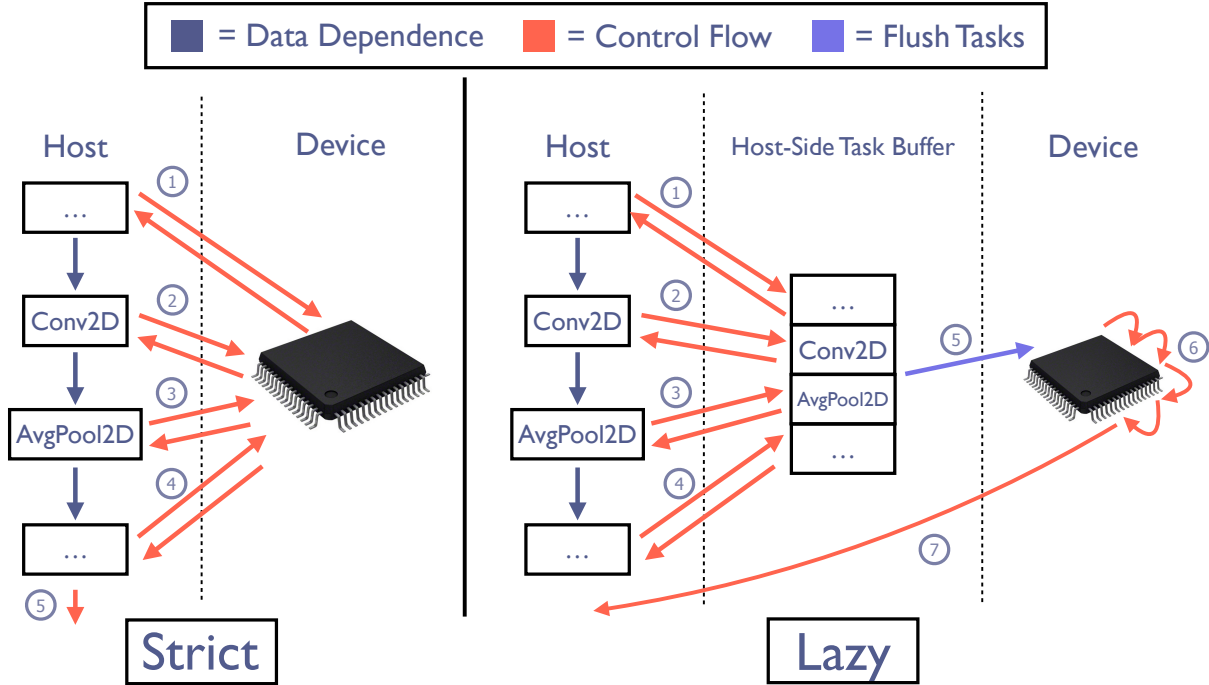 = Data Dependence = Control Flow = Flush Tasks
Host
Device
...
Conv2D
AvgPool2D
...
1
2
3
4
5
Strict
Host
Host-Side Task Buffer
Device
...
Conv2D
AvgPool2D
...
1
2
3
4
...
Conv2D
AvgPool2D
...
5
6
7
Lazy